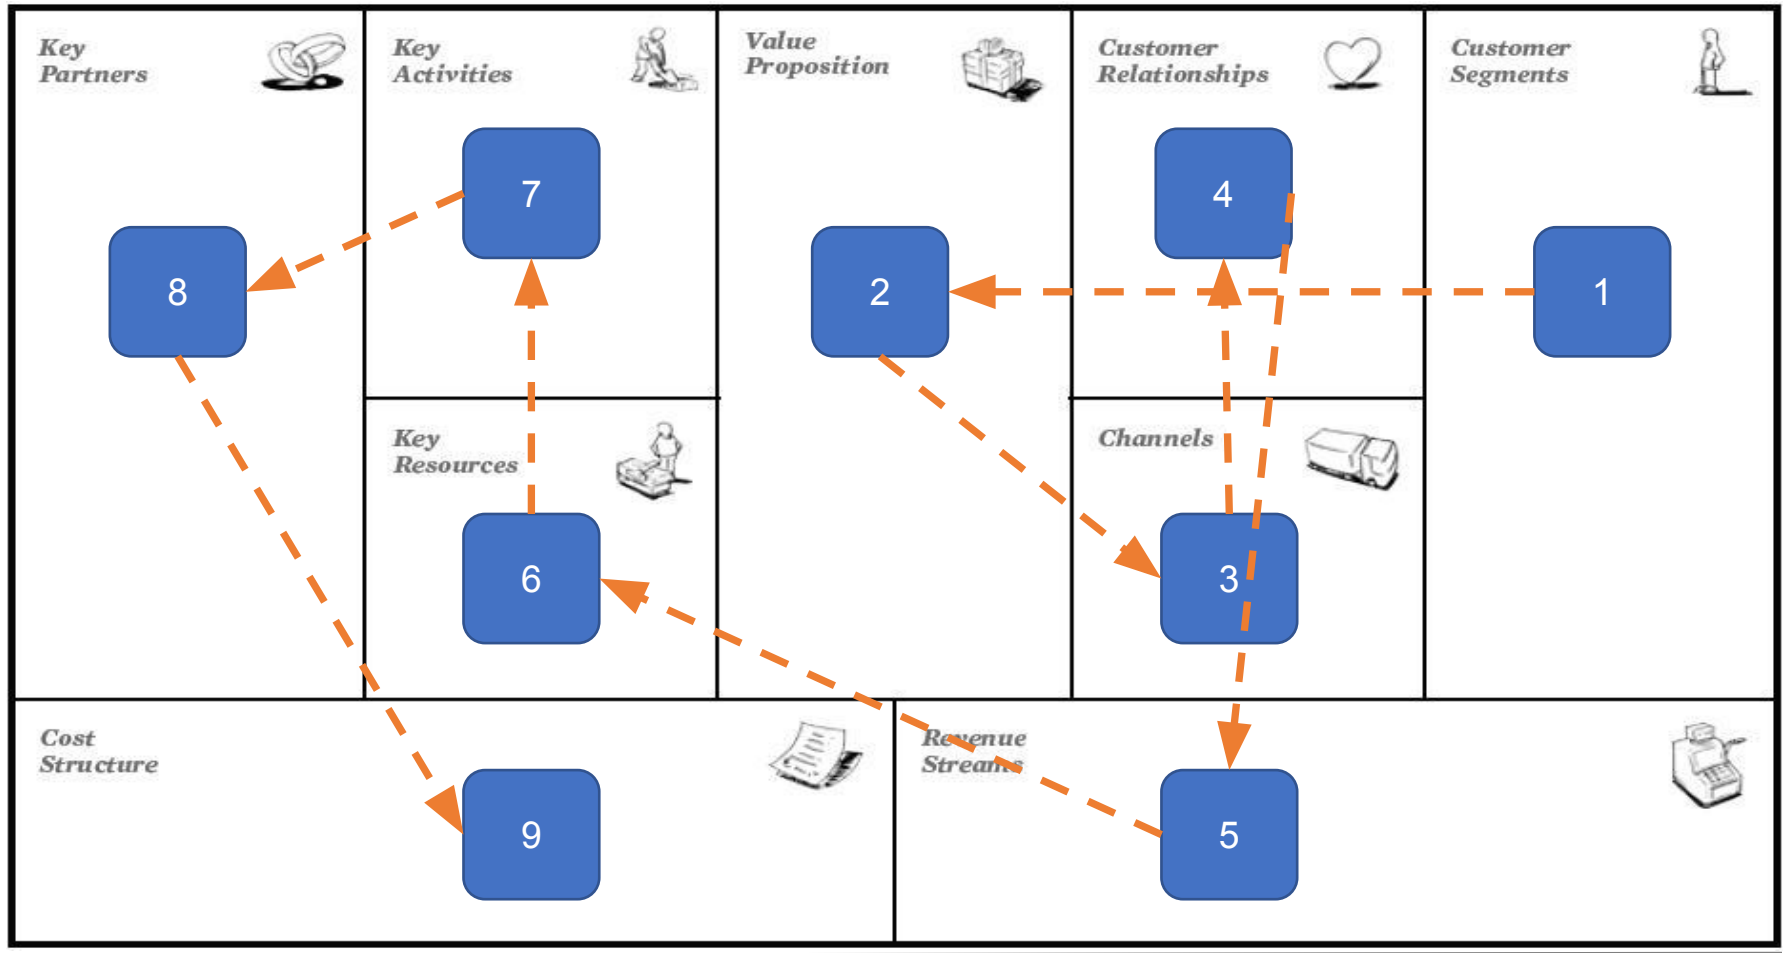 Key
Partners
8
Key
Activities
7
Key
Resources
6
Value
Proposition
2
Customer
Relationships
4
Channels
3
Customer
Segments
1
Cost
Structure
9
Revenue
Streams
5